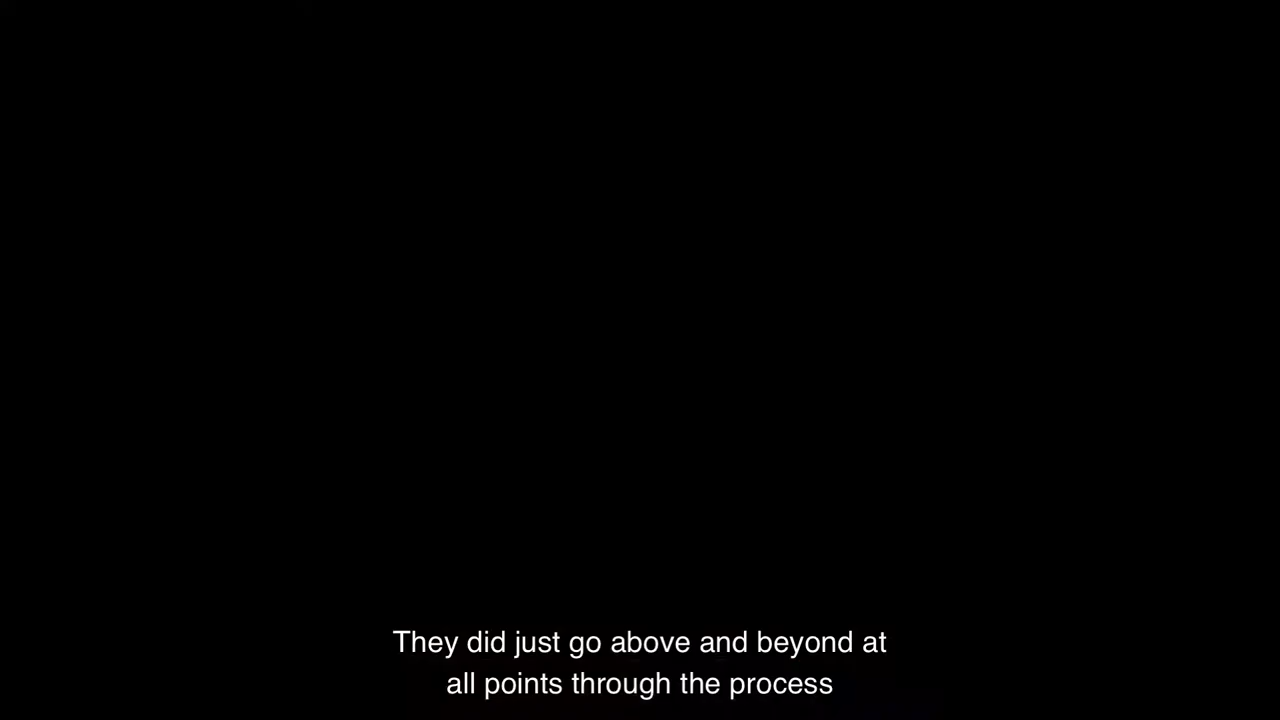 They did just go above and beyond at
all points through the process